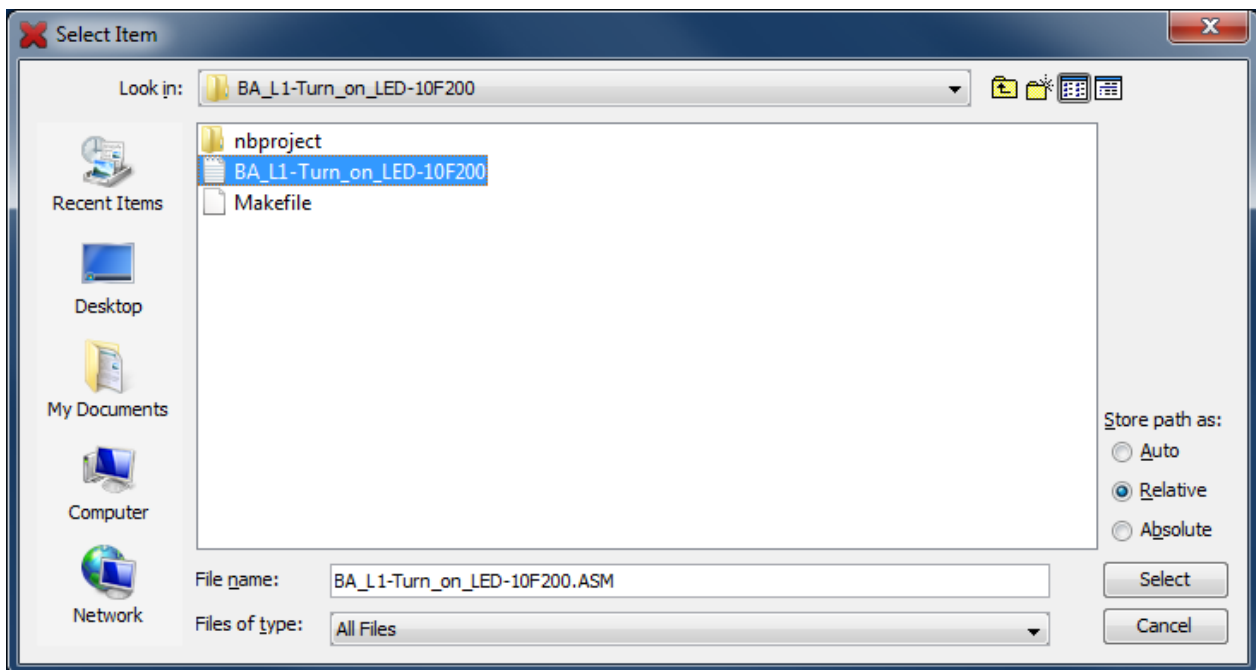 Select Item
Look in:
BA_L1-Turn_on_LED-10F200
nbproject
BA_L1-Turn_on_LED-10F200
Makefile
Recent Items
Desktop
My Documents
Computer
Network
Store path as:
Auto
Relative
Absolute
File name:
BA_L1-Turn_on_LED-10F200.ASM
Select
Files of type:
All Files
Cancel